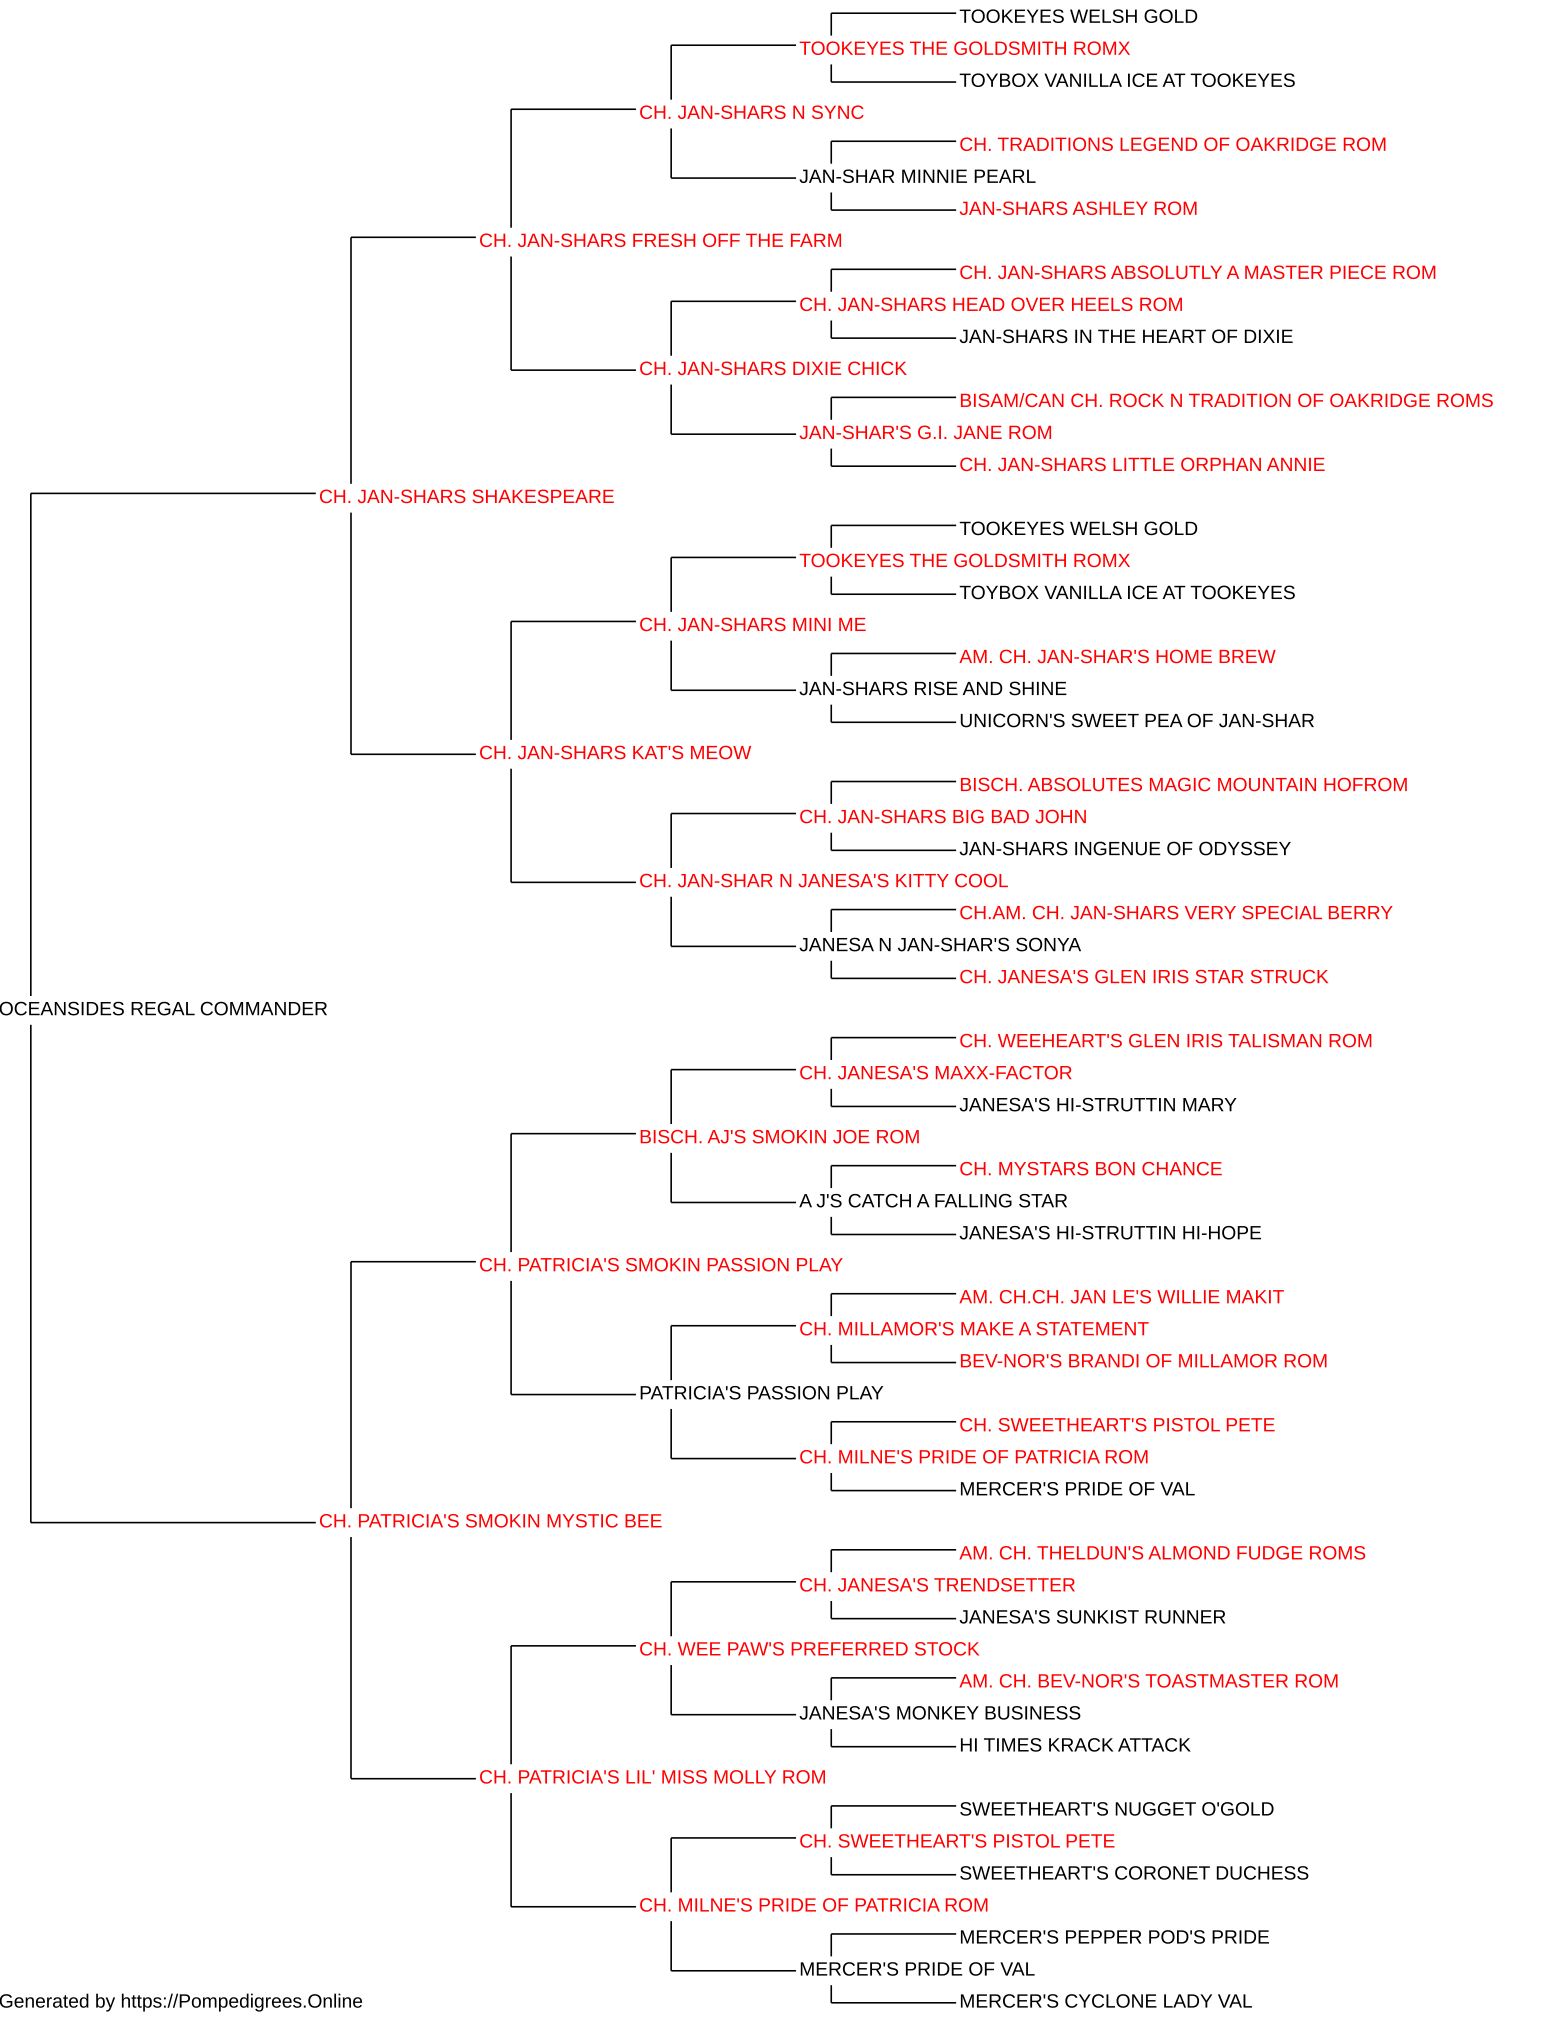 TOOKEYES WELSH GOLD
TOOKEYES THE GOLDSMITH ROMX
TOYBOX VANILLA ICE AT TOOKEYES
CH. JAN-SHARS N SYNC
CH. TRADITIONS LEGEND OF OAKRIDGE ROM
JAN-SHAR MINNIE PEARL
JAN-SHARS ASHLEY ROM
CH. JAN-SHARS FRESH OFF THE FARM
CH. JAN-SHARS ABSOLUTLY A MASTER PIECE ROM
CH. JAN-SHARS HEAD OVER HEELS ROM
JAN-SHARS IN THE HEART OF DIXIE
CH. JAN-SHARS DIXIE CHICK
BISAM/CAN CH. ROCK N TRADITION OF OAKRIDGE ROMS
JAN-SHAR'S G.I. JANE ROM
CH. JAN-SHARS LITTLE ORPHAN ANNIE
CH. JAN-SHARS SHAKESPEARE
TOOKEYES WELSH GOLD
TOOKEYES THE GOLDSMITH ROMX
TOYBOX VANILLA ICE AT TOOKEYES
CH. JAN-SHARS MINI ME
AM. CH. JAN-SHAR'S HOME BREW
JAN-SHARS RISE AND SHINE
UNICORN'S SWEET PEA OF JAN-SHAR
CH. JAN-SHARS KAT'S MEOW
BISCH. ABSOLUTES MAGIC MOUNTAIN HOFROM
CH. JAN-SHARS BIG BAD JOHN
JAN-SHARS INGENUE OF ODYSSEY
CH. JAN-SHAR N JANESA'S KITTY COOL
CH.AM. CH. JAN-SHARS VERY SPECIAL BERRY
JANESA N JAN-SHAR'S SONYA
CH. JANESA'S GLEN IRIS STAR STRUCK
OCEANSIDES REGAL COMMANDER
CH. WEEHEART'S GLEN IRIS TALISMAN ROM
CH. JANESA'S MAXX-FACTOR
JANESA'S HI-STRUTTIN MARY
BISCH. AJ'S SMOKIN JOE ROM
CH. MYSTARS BON CHANCE
A J'S CATCH A FALLING STAR
JANESA'S HI-STRUTTIN HI-HOPE
CH. PATRICIA'S SMOKIN PASSION PLAY
AM. CH.CH. JAN LE'S WILLIE MAKIT
CH. MILLAMOR'S MAKE A STATEMENT
BEV-NOR'S BRANDI OF MILLAMOR ROM
PATRICIA'S PASSION PLAY
CH. SWEETHEART'S PISTOL PETE
CH. MILNE'S PRIDE OF PATRICIA ROM
MERCER'S PRIDE OF VAL
CH. PATRICIA'S SMOKIN MYSTIC BEE
AM. CH. THELDUN'S ALMOND FUDGE ROMS
CH. JANESA'S TRENDSETTER
JANESA'S SUNKIST RUNNER
CH. WEE PAW'S PREFERRED STOCK
AM. CH. BEV-NOR'S TOASTMASTER ROM
JANESA'S MONKEY BUSINESS
HI TIMES KRACK ATTACK
CH. PATRICIA'S LIL' MISS MOLLY ROM
SWEETHEART'S NUGGET O'GOLD
CH. SWEETHEART'S PISTOL PETE
SWEETHEART'S CORONET DUCHESS
CH. MILNE'S PRIDE OF PATRICIA ROM
MERCER'S PEPPER POD'S PRIDE
MERCER'S PRIDE OF VAL
MERCER'S CYCLONE LADY VAL
Generated by https://Pompedigrees.Online